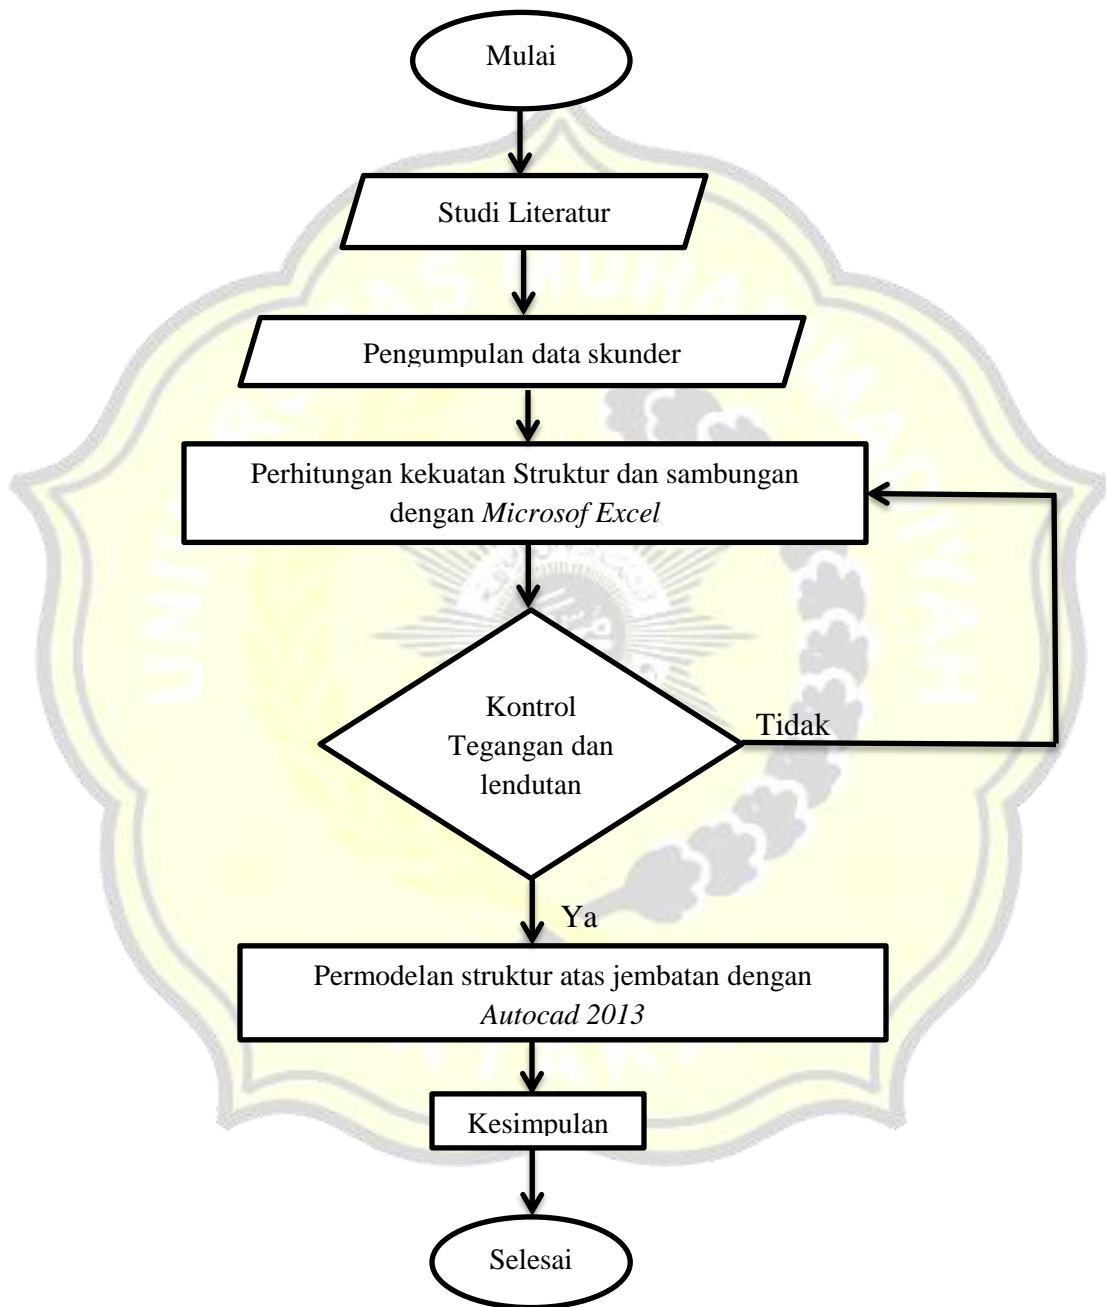 Mulai
Studi Literatur
Pengumpulan data skunder
Perhitungan kekuatan Struktur dan sambungan
dengan Microsof Excel
Kontrol
Tegangan dan
lendutan
Tidak
Ya
Permodelan struktur atas jembatan dengan
Autocad 2013
Kesimpulan
Selesai